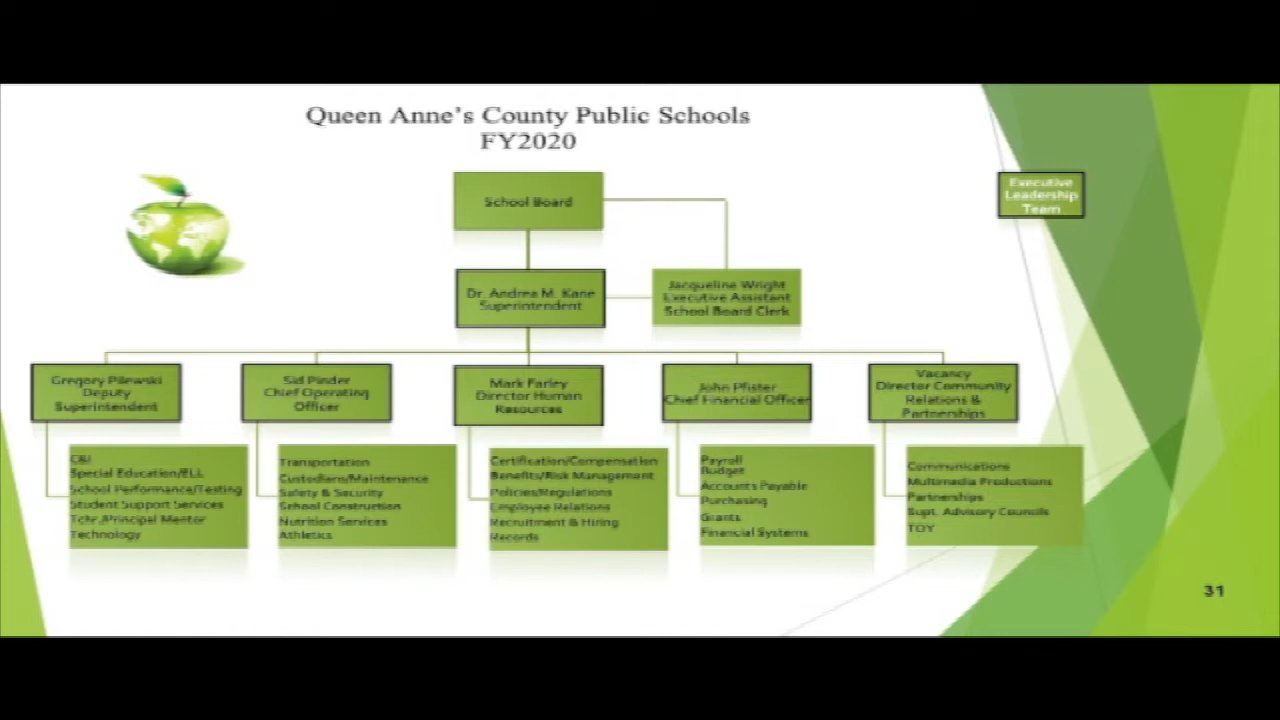 Queen Anne's County Public Schools
FY2020
Executive
Leadership
Team
School Board
Dr. Andrea M. Kane
Superintendent
Jacqueline Wright
Executive Assistant
School Board Clerk
Gregory Pilewski
Deputy
Superintendent
Sid Pinder
Chief Operating
Officer
Mark Farley
Director Human
Resources
John Pfister
Chief Financial Officer
Vacancy
Director Community
Relations &
Partnerships
C&I
Special Education/ELL
School Performance/Testing
Student Support Services
Tchr./Principal Mentor
Technology
Transportation
Custodians/Maintenance
Safety & Security
School Construction
Nutrition Services
Athletics
Certification/Compensation
Benefits/Risk Management
Policies/Regulations
Employee Relations
Recruitment & Hiring
Records
Payroll
Budget
Accounts Payable
Purchasing
Grants
Financial Systems
Communications
Multimedia Productions
Partnerships
Supt. Advisory Councils
TOY
31